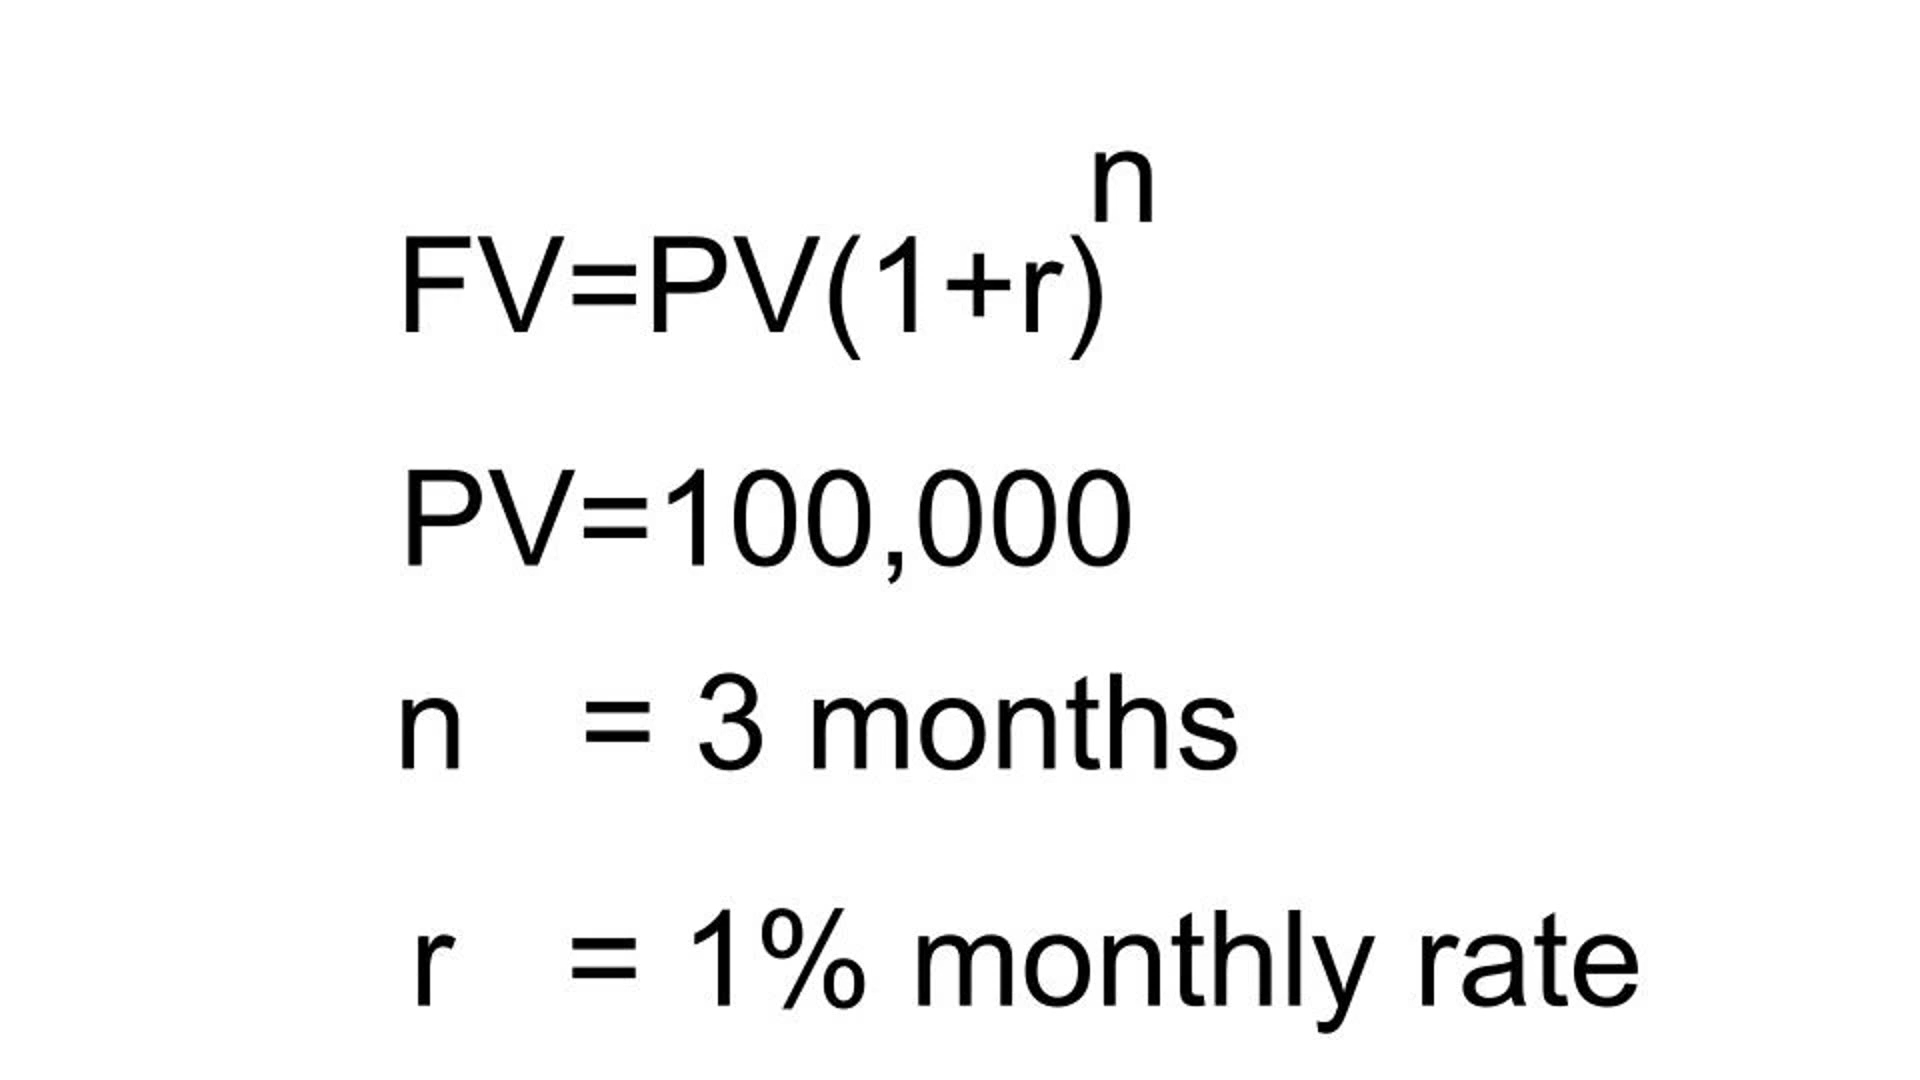 FV=PV(1+r)^n
PV=100,000
n = 3 months
r = 1% monthly rate